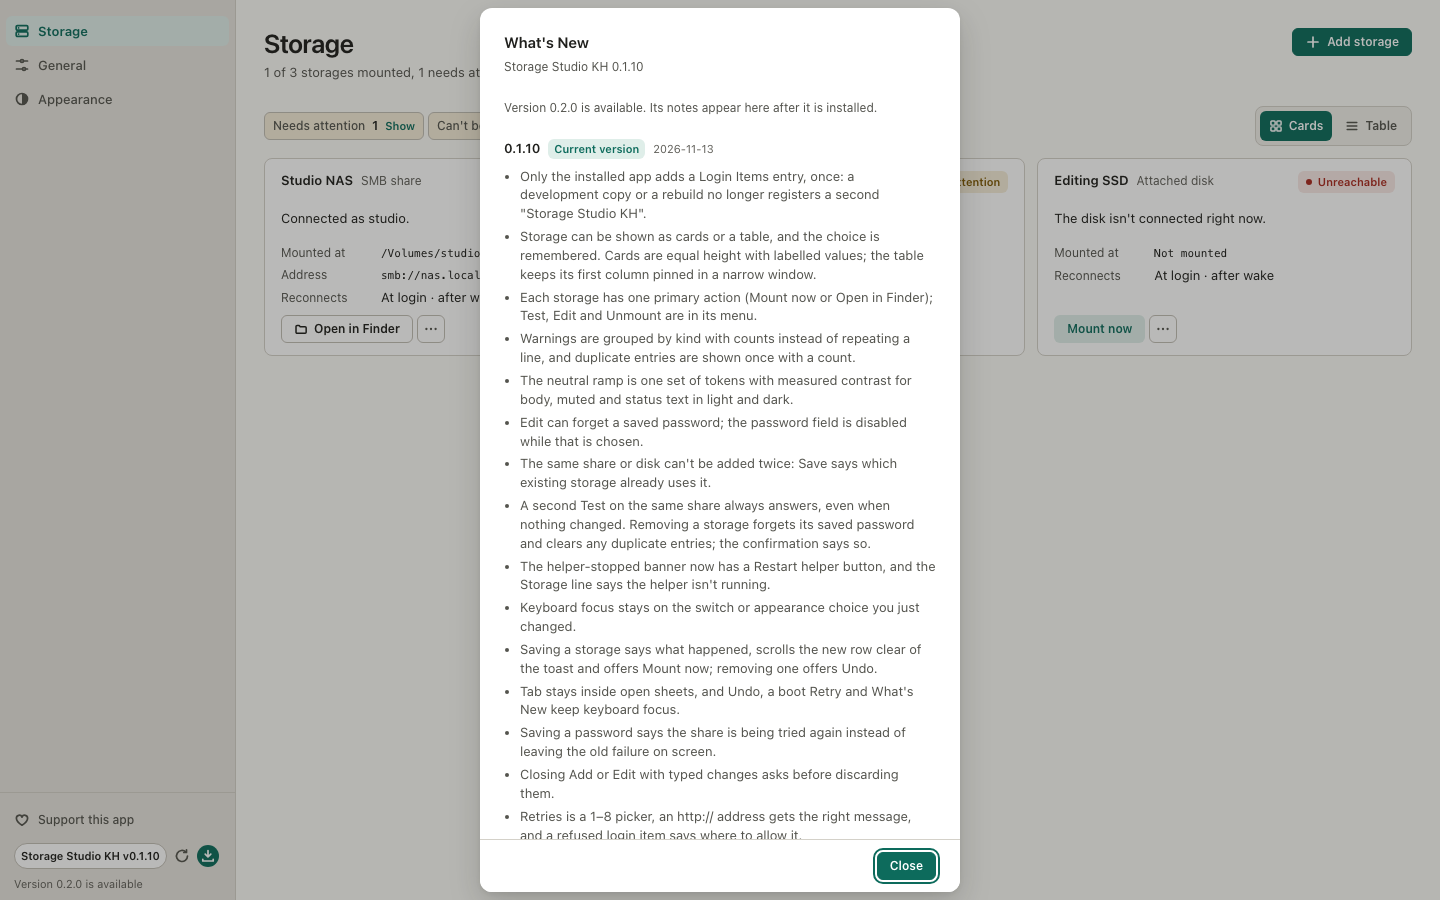 Storage
General
Appearance
Support this app
Storage Studio KH v0.1.10
Version 0.2.0 is available
Storage
1 of 3 storages mounted, 1 needs at
Add storage
Needs attention 1 Show
Can't b
Cards
Table
Studio NAS SMB share
Connected as studio.
Mounted at /Volumes/studio
Address smb://nas.local
Reconnects At login · after w
Open in Finder
Editing SSD Attached disk
Unreachable
The disk isn't connected right now.
Mounted at Not mounted
Reconnects At login · after wake
Mount now
What's New
Storage Studio KH 0.1.10
Version 0.2.0 is available. Its notes appear here after it is installed.
0.1.10 Current version 2026-11-13
• Only the installed app adds a Login Items entry, once: a
development copy or a rebuild no longer registers a second
"Storage Studio KH".
• Storage can be shown as cards or a table, and the choice is
remembered. Cards are equal height with labelled values; the table
keeps its first column pinned in a narrow window.
• Each storage has one primary action (Mount now or Open in Finder);
Test, Edit and Unmount are in its menu.
• Warnings are grouped by kind with counts instead of repeating a
line, and duplicate entries are shown once with a count.
• The neutral ramp is one set of tokens with measured contrast for
body, muted and status text in light and dark.
• Edit can forget a saved password; the password field is disabled
while that is chosen.
• The same share or disk can't be added twice: Save says which
existing storage already uses it.
• A second Test on the same share always answers, even when
nothing changed. Removing a storage forgets its saved password
and clears any duplicate entries; the confirmation says so.
• The helper-stopped banner now has a Restart helper button, and the
Storage line says the helper isn't running.
• Keyboard focus stays on the switch or appearance choice you just
changed.
• Saving a storage says what happened, scrolls the new row clear of
the toast and offers Mount now; removing one offers Undo.
• Tab stays inside open sheets, and Undo, a boot Retry and What's
New keep keyboard focus.
• Saving a password says the share is being tried again instead of
leaving the old failure on screen.
• Closing Add or Edit with typed changes asks before discarding
them.
• Retries is a 1–8 picker, an http:// address gets the right message,
and a refused login item says where to allow it.
Close